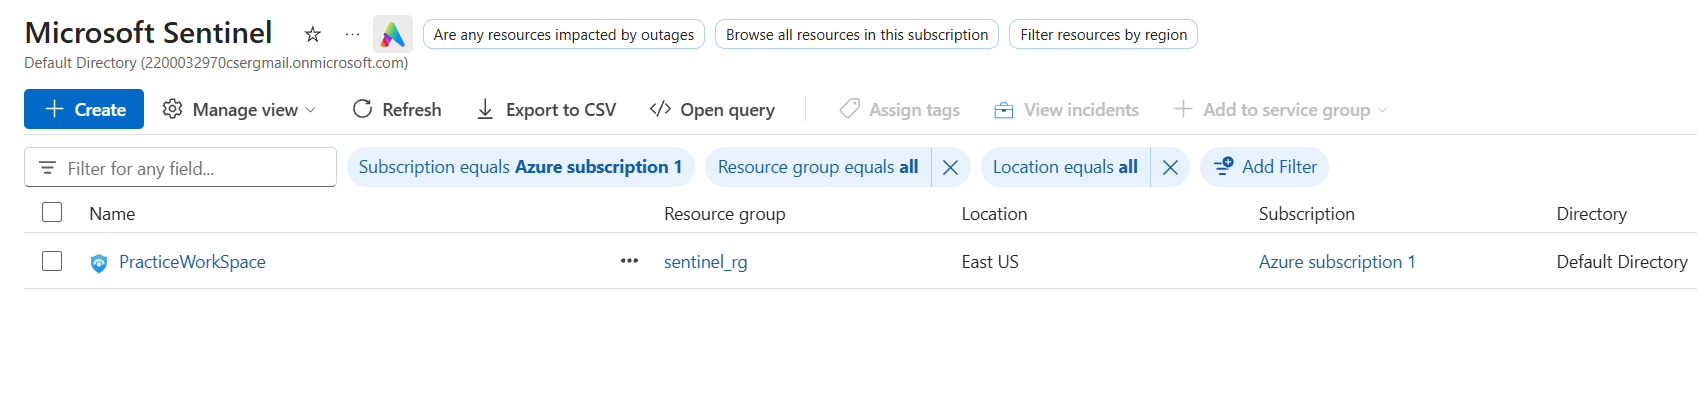 Microsoft Sentinel
Are any resources impacted by outages
Browse all resources in this subscription
Filter resources by region
Default Directory (2200032970csergmail.onmicrosoft.com)
Create
Manage view
Refresh
Export to CSV
Open query
Assign tags
View incidents
Add to service group
Filter for any field...
Subscription equals Azure subscription 1
Resource group equals all
Location equals all
Add Filter
Name
Resource group
Location
Subscription
Directory
PracticeWorkSpace
sentinel_rg
East US
Azure subscription 1
Default Directory